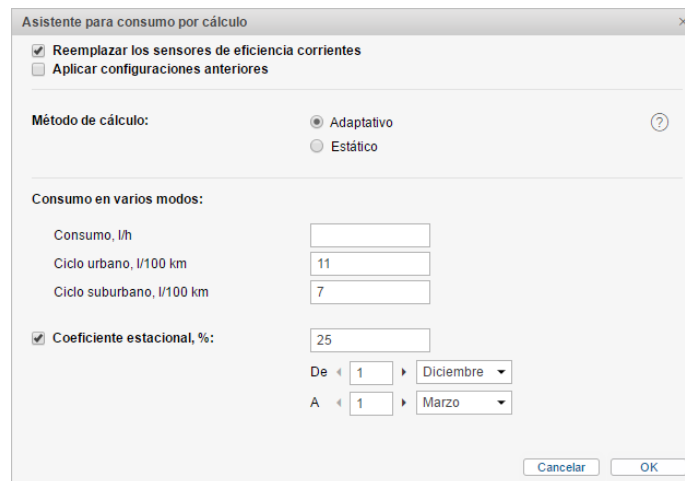 Asistente para consumo por cálculo ×
Reemplazar los sensores de eficiencia corrientes
Aplicar configuraciones anteriores
Método de cálculo: Adaptativo ?
Estático
Consumo en varios modos:
Consumo, l/h
Ciclo urbano, l/100 km 11
Ciclo suburbano, l/100 km 7
Coeficiente estacional, %: 25
De 1 Diciembre
A 1 Marzo
Cancelar OK